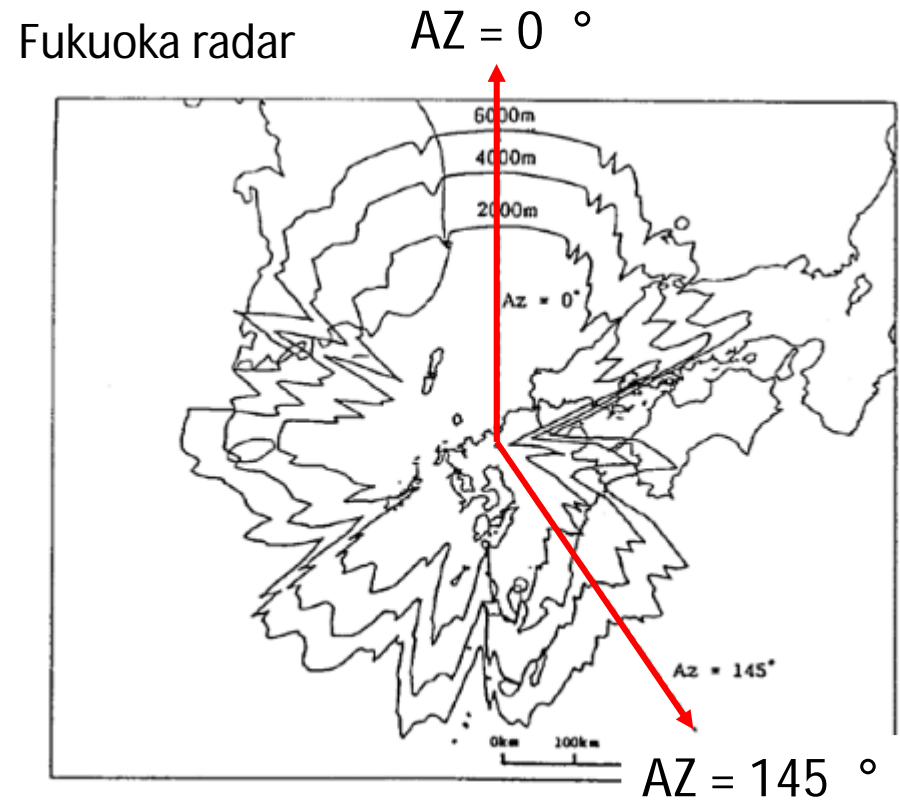 Fukuoka radar
AZ = 0 °
6000m
4000m
2000m
Az = 0°
Az = 145°
0km 100km
AZ = 145 °